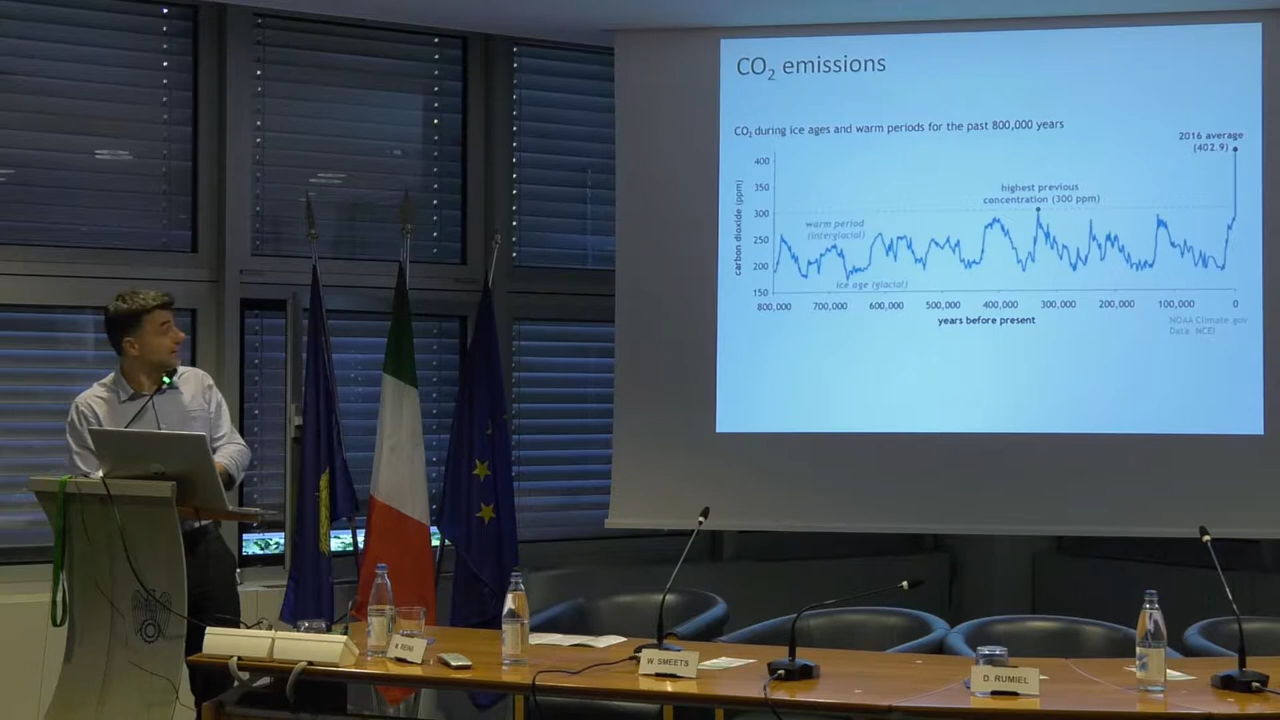 CO₂ emissions
CO₂ during ice ages and warm periods for the past 800,000 years
2016 average
(402.9)
highest previous
concentration (300 ppm)
warm period
(interglacial)
ice age (glacial)
carbon dioxide (ppm)
400
350
300
250
200
150
800,000 700,000 600,000 500,000 400,000 300,000 200,000 100,000 0
years before present
NOAA Climate.gov
Data: NCEI
M. REINI
W. SMEETS
D. RUMIEL